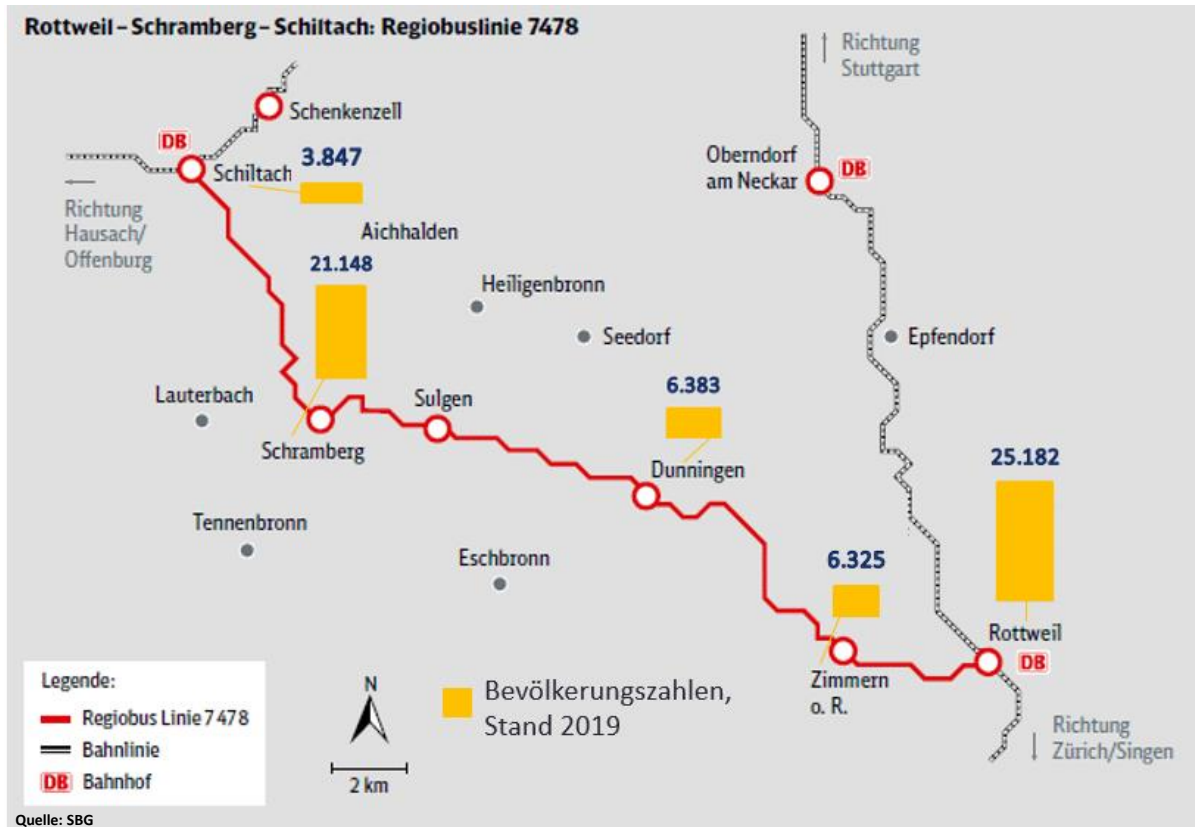 Rottweil – Schramberg – Schiltach: Regiobuslinie 7478
Richtung
Stuttgart
Schenkenzell
DB
Schiltach
3.847
Oberndorf
am Neckar
DB
Richtung
Hausach/
Offenburg
Aichhalden
21.148
Heiligenbronn
Seedorf
Epfendorf
Lauterbach
Sulgen
6.383
Schramberg
Dunningen
25.182
Tennenbronn
Eschbronn
6.325
Rottweil
DB
Zimmern
o. R.
Legende:
Regiobus Linie 7478
Bahnlinie
DB Bahnhof
N
2 km
Bevölkerungszahlen,
Stand 2019
Richtung
Zürich/Singen
Quelle: SBG